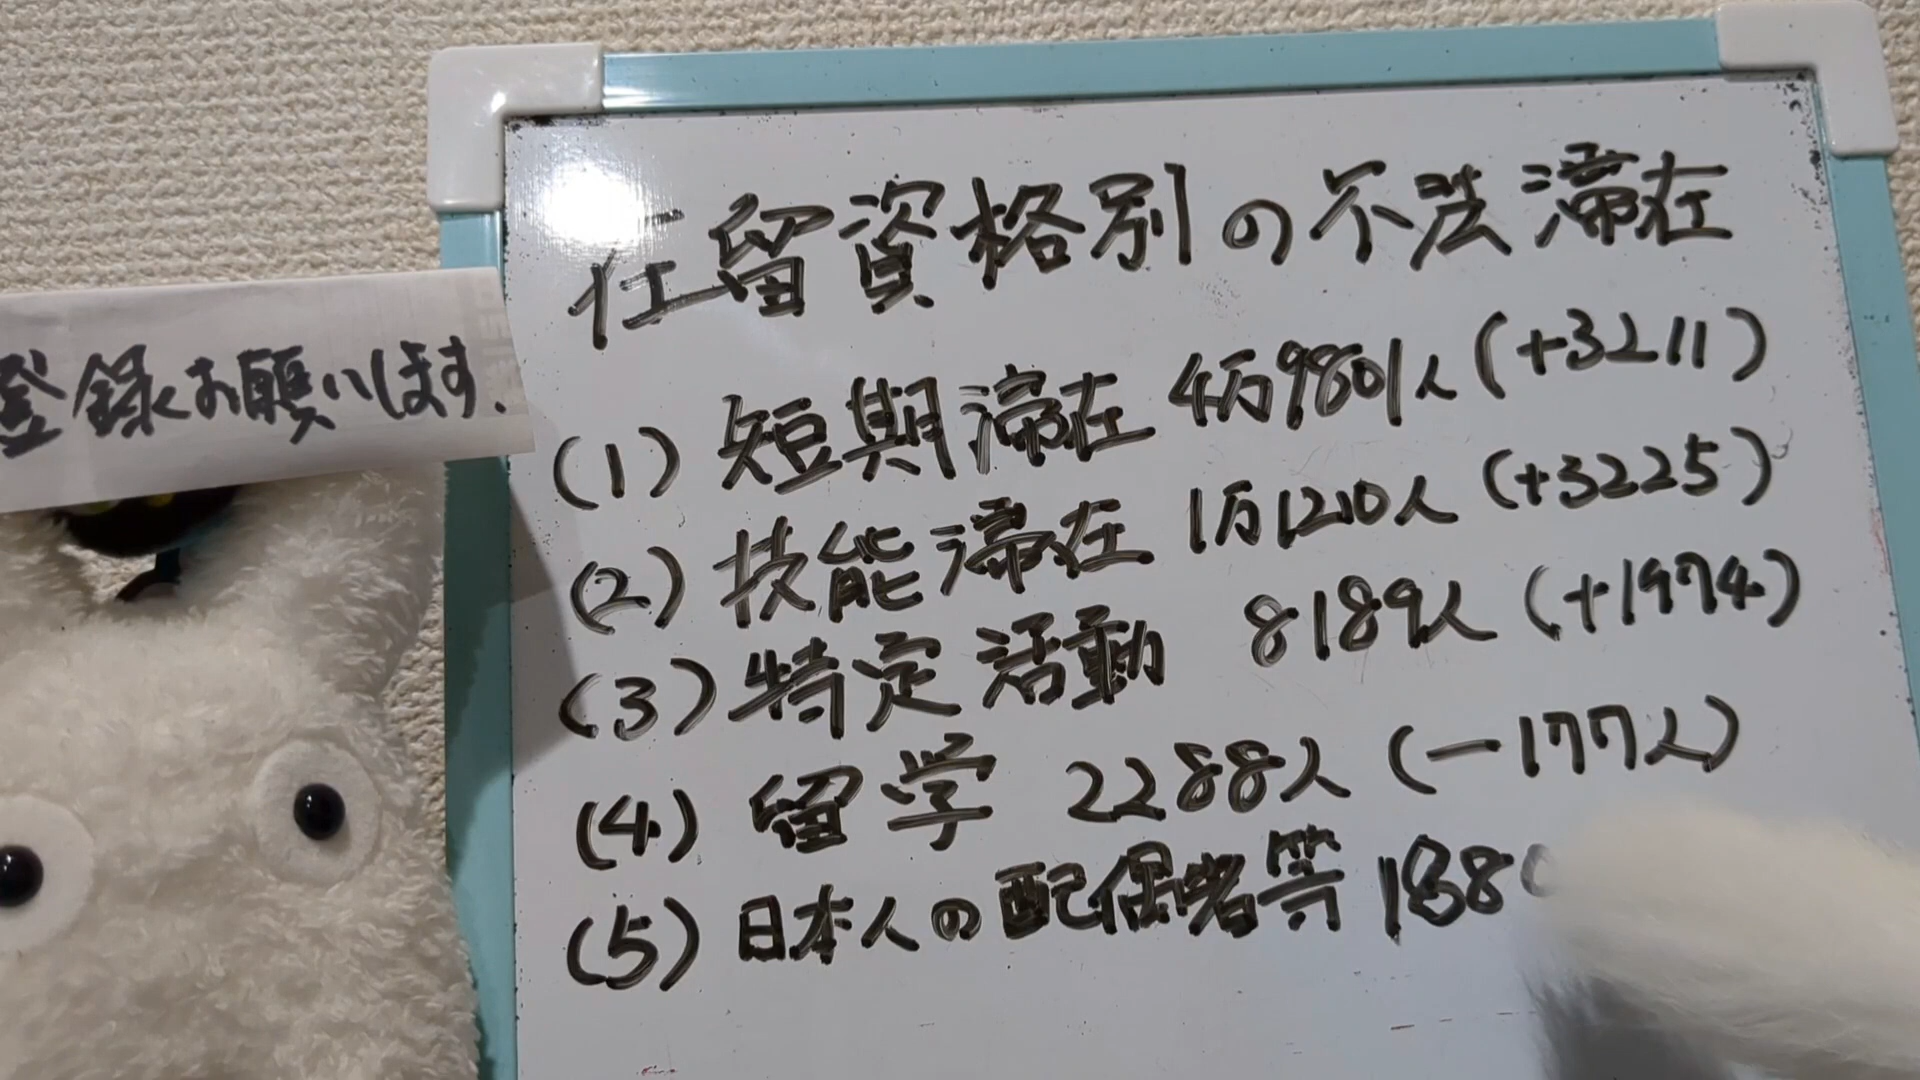 在留資格別の不法滞在
登録お願いします.
(1) 短期滞在 4万9801人 (+3211)
(2) 技能滞在 1万1210人 (+3225)
(3) 特定活動 8189人 (+1974)
(4) 留学 2288人 (-177人)
(5) 日本人の配偶者等